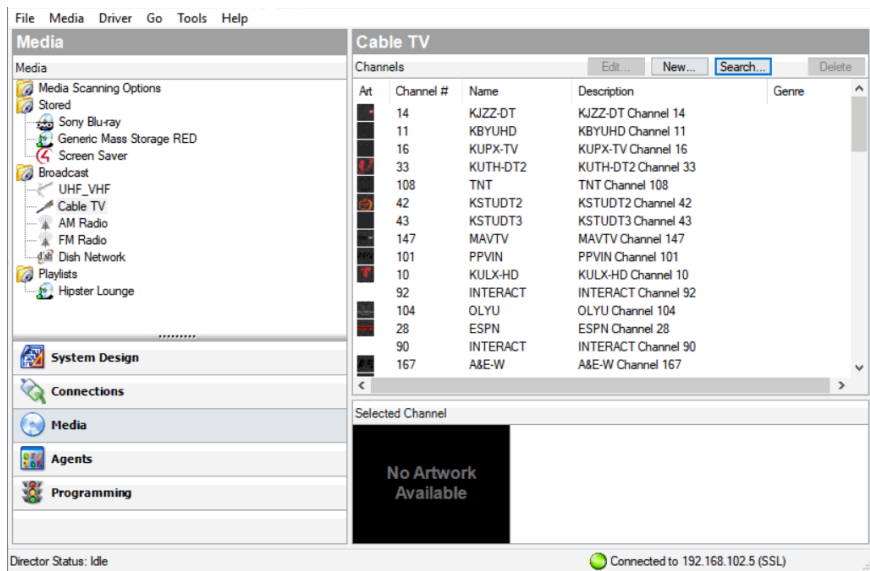 File Media Driver Go Tools Help
Media
Cable TV
Media
Channels Edit... New... Search... Delete
Media Scanning Options
Stored
Sony Blu-ray
Generic Mass Storage RED
Screen Saver
Broadcast
UHF_VHF
Cable TV
AM Radio
FM Radio
Dish Network
Playlists
Hipster Lounge
System Design
Connections
Media
Agents
Programming
Art Channel # Name Description Genre
14 KJZZ-DT KJZZ-DT Channel 14
11 KBYUHD KBYUHD Channel 11
16 KUPX-TV KUPX-TV Channel 16
33 KUTH-DT2 KUTH-DT2 Channel 33
108 TNT TNT Channel 108
42 KSTUDT2 KSTUDT2 Channel 42
43 KSTUDT3 KSTUDT3 Channel 43
147 MAVTV MAVTV Channel 147
101 PPVIN PPVIN Channel 101
10 KULX-HD KULX-HD Channel 10
92 INTERACT INTERACT Channel 92
104 OLYU OLYU Channel 104
28 ESPN ESPN Channel 28
90 INTERACT INTERACT Channel 90
167 A&E-W A&E-W Channel 167
Selected Channel
No Artwork
Available
Director Status: Idle
Connected to 192.168.102.5 (SSL)